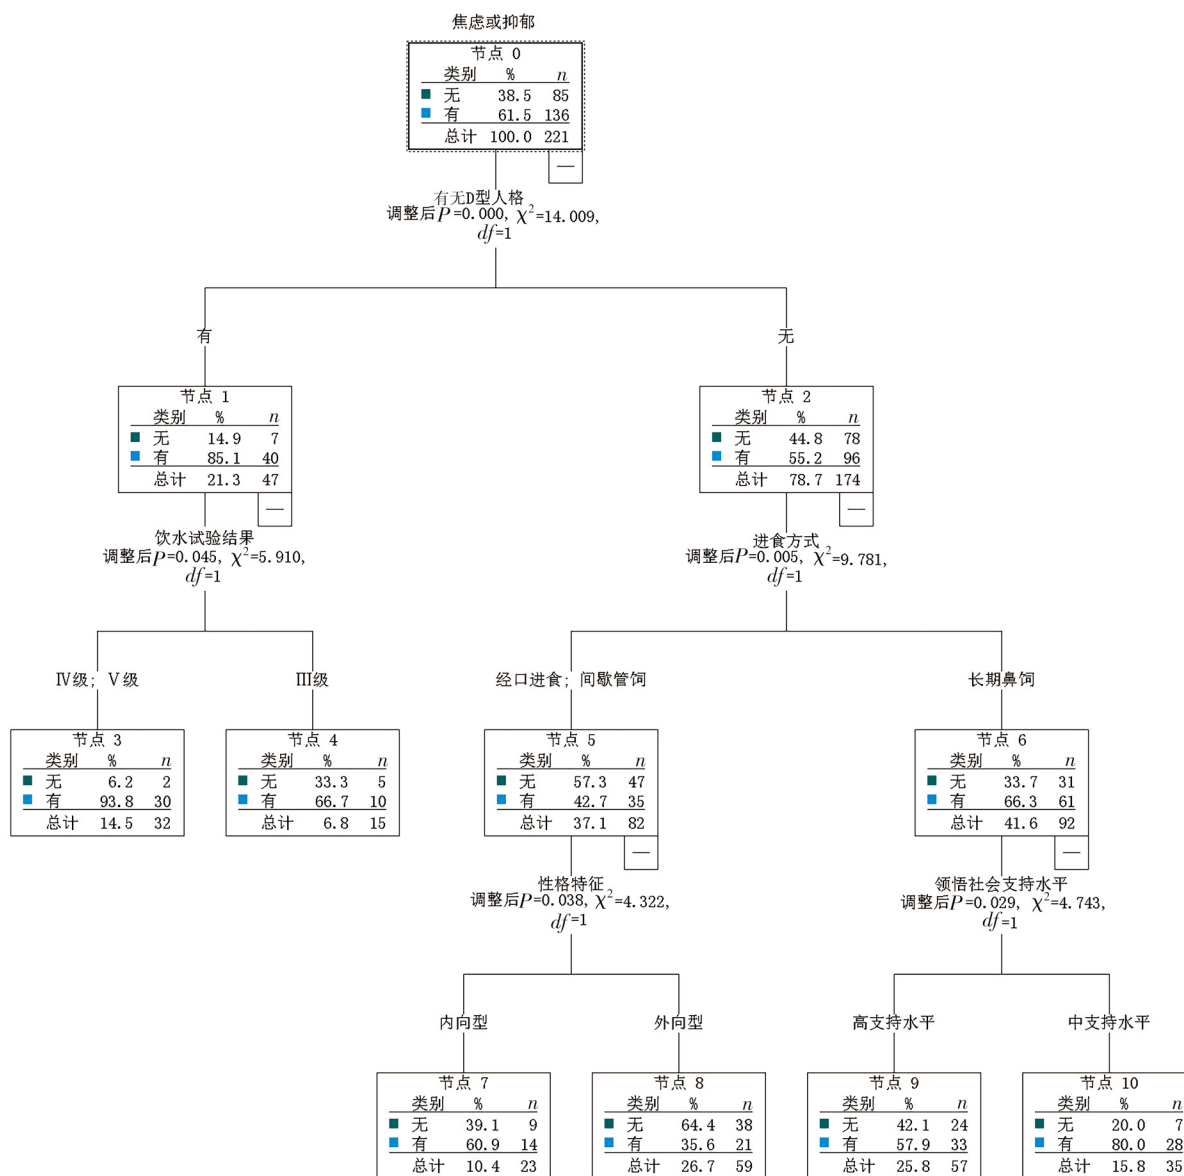 焦虑或抑郁
节点 0
类别 % n
无 38.5 85
有 61.5 136
总计 100.0 221
有无D型人格
调整后P=0.000, χ²=14.009,
df=1
有
无
节点 1
类别 % n
无 14.9 7
有 85.1 40
总计 21.3 47
节点 2
类别 % n
无 44.8 78
有 55.2 96
总计 78.7 174
饮水试验结果
调整后P=0.045, χ²=5.910,
df=1
进食方式
调整后P=0.005, χ²=9.781,
df=1
Ⅳ级; Ⅴ级
Ⅲ级
经口进食; 间歇管饲
长期鼻饲
节点 3
类别 % n
无 6.2 2
有 93.8 30
总计 14.5 32
节点 4
类别 % n
无 33.3 5
有 66.7 10
总计 6.8 15
节点 5
类别 % n
无 57.3 47
有 42.7 35
总计 37.1 82
节点 6
类别 % n
无 33.7 31
有 66.3 61
总计 41.6 92
性格特征
调整后P=0.038, χ²=4.322,
df=1
领悟社会支持水平
调整后P=0.029, χ²=4.743,
df=1
内向型
外向型
高支持水平
中支持水平
节点 7
类别 % n
无 39.1 9
有 60.9 14
总计 10.4 23
节点 8
类别 % n
无 64.4 38
有 35.6 21
总计 26.7 59
节点 9
类别 % n
无 42.1 24
有 57.9 33
总计 25.8 57
节点 10
类别 % n
无 20.0 7
有 80.0 28
总计 15.8 35